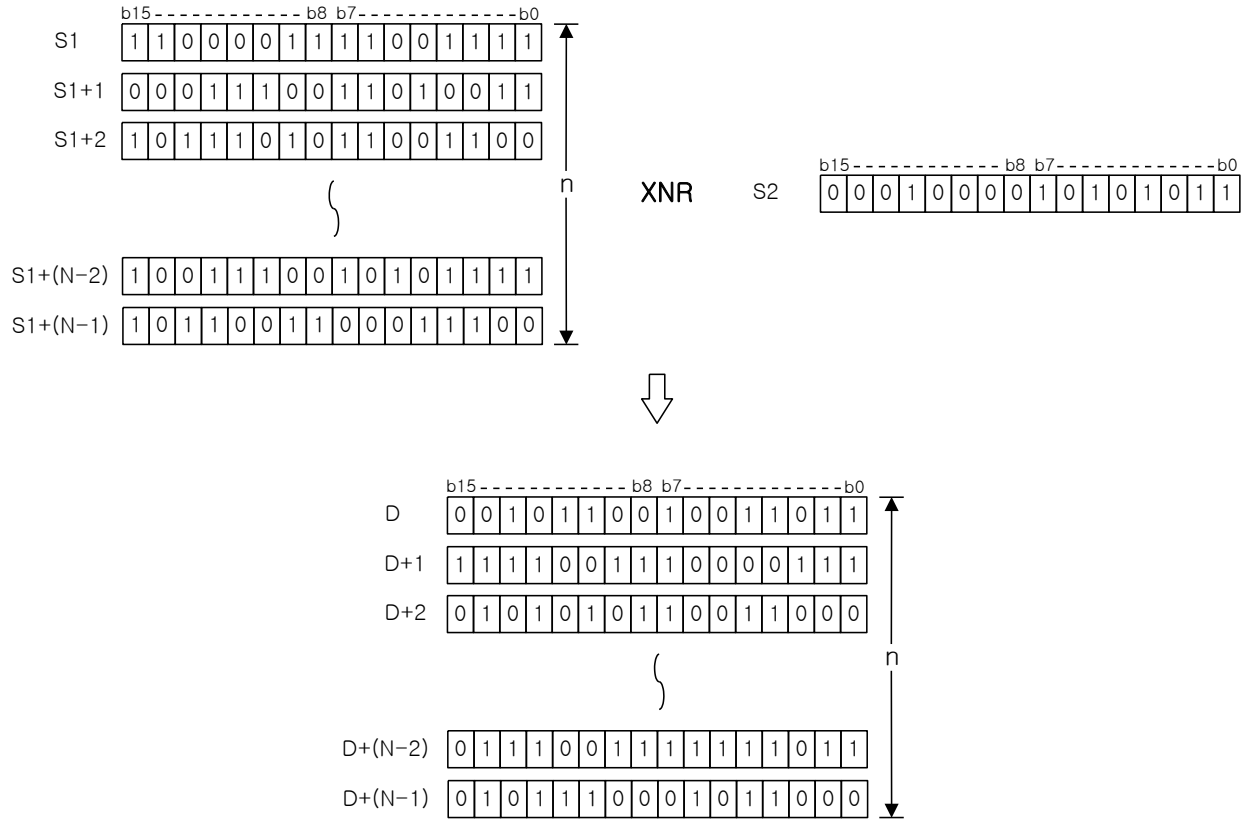 b15 b8 b7 b0
S1 1 1 0 0 0 0 1 1 1 1 0 0 1 1 1 1
S1+1 0 0 0 1 1 1 0 0 1 1 0 1 0 0 1 1
S1+2 1 0 1 1 1 0 1 0 1 1 0 0 1 1 0 0
n
XNR
S2
b15 b8 b7 b0
0 0 0 1 0 0 0 0 1 0 1 0 1 0 1 1
S1+(N-2) 1 0 0 1 1 1 0 0 1 0 1 0 1 1 1 1
S1+(N-1) 1 0 1 1 0 0 1 1 0 0 0 1 1 1 0 0
b15 b8 b7 b0
D 0 0 1 0 1 1 0 0 1 0 0 1 1 0 1 1
D+1 1 1 1 1 0 0 1 1 1 0 0 0 0 1 1 1
D+2 0 1 0 1 0 1 0 1 1 0 0 1 1 0 0 0
n
D+(N-2) 0 1 1 1 0 0 1 1 1 1 1 1 1 0 1 1
D+(N-1) 0 1 0 1 1 1 0 0 0 1 0 1 1 0 0 0